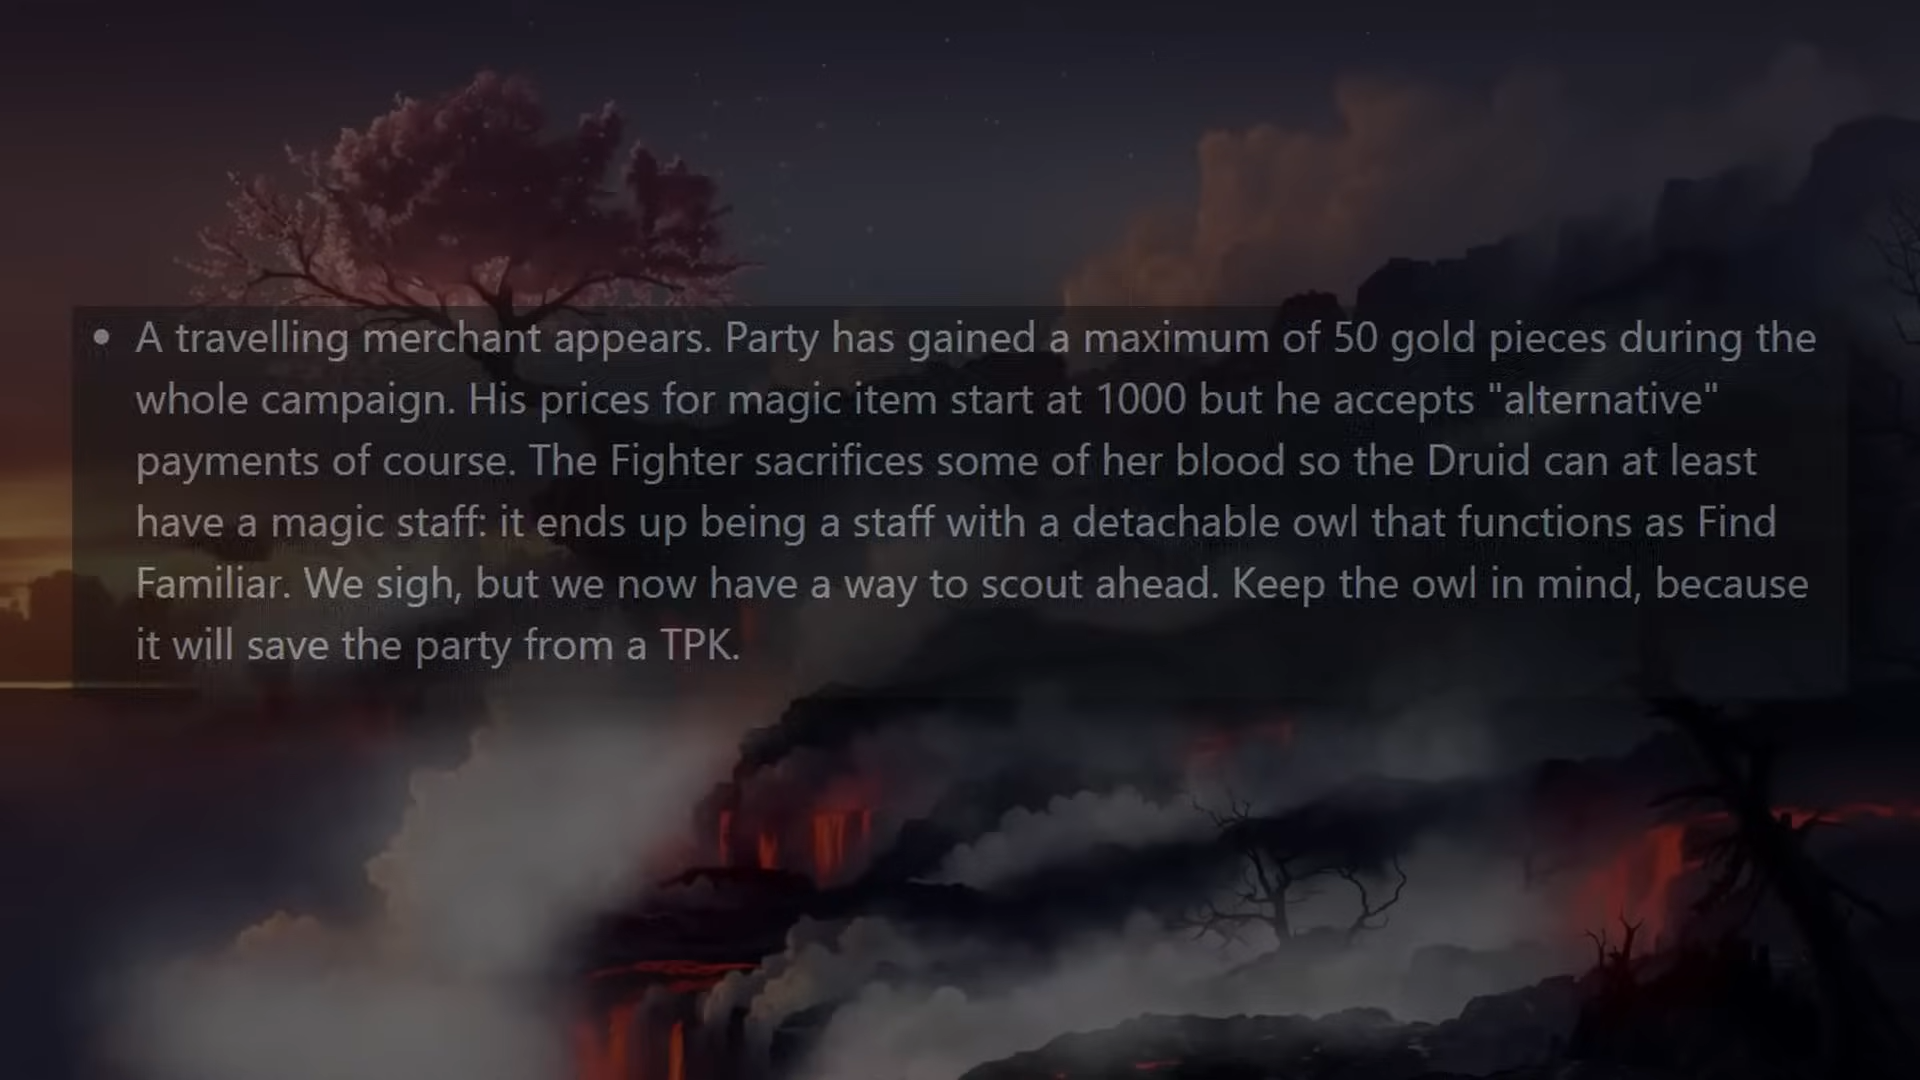 • A travelling merchant appears. Party has gained a maximum of 50 gold pieces during the
whole campaign. His prices for magic item start at 1000 but he accepts "alternative"
payments of course. The Fighter sacrifices some of her blood so the Druid can at least
have a magic staff: it ends up being a staff with a detachable owl that functions as Find
Familiar. We sigh, but we now have a way to scout ahead. Keep the owl in mind, because
it will save the party from a TPK.